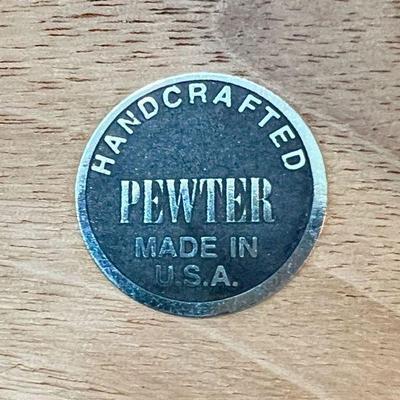 HANDCRAFTED
PEWTER
MADE IN
U.S.A.